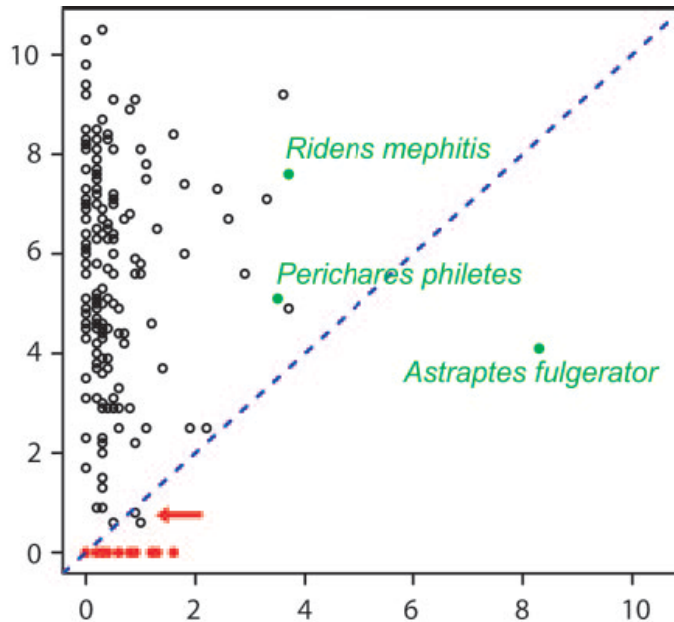 10
8
6
4
2
0
Ridens mephitis
Perichares philetes
Astraptes fulgerator
0 2 4 6 8 10